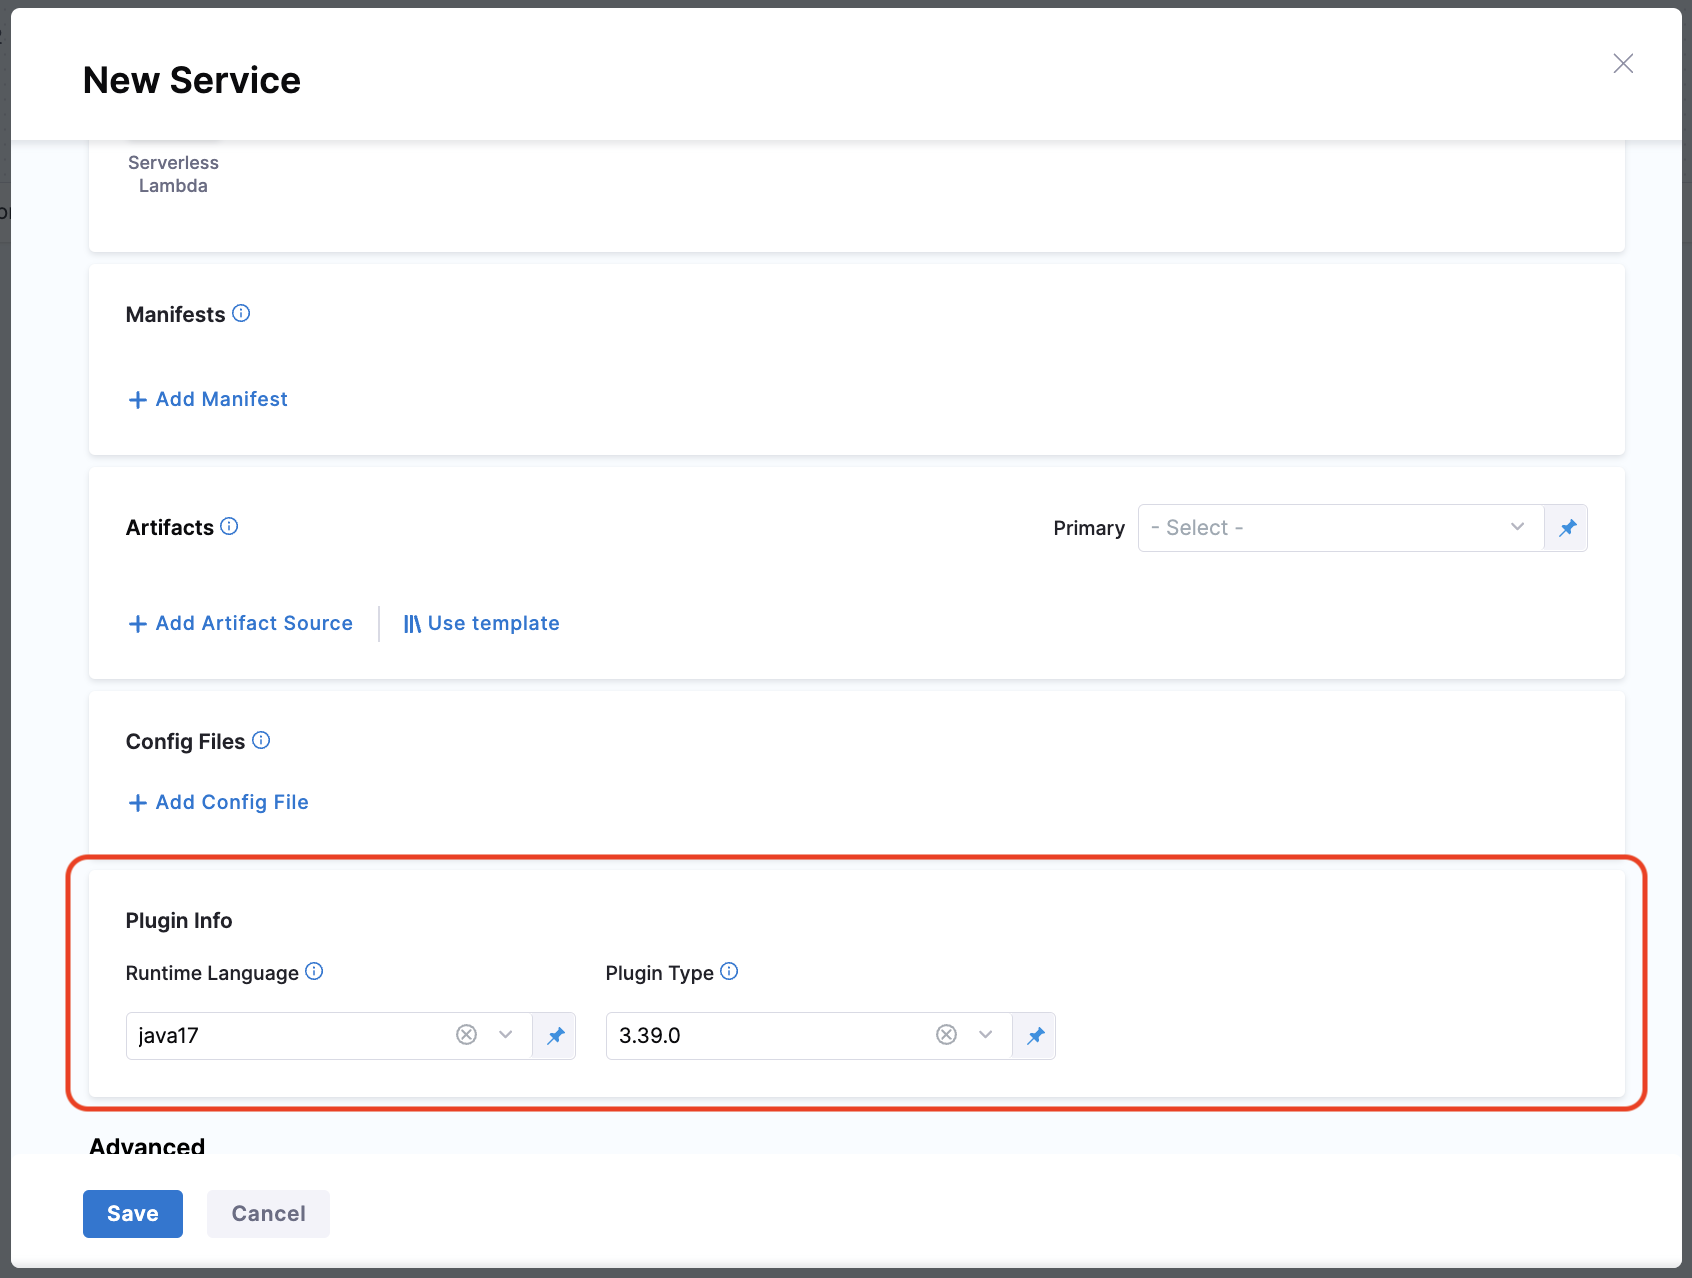 New Service
Serverless
Lambda
Manifests
Add Manifest
Artifacts
Primary
- Select -
Add Artifact Source
Use template
Config Files
Add Config File
Plugin Info
Runtime Language
Plugin Type
java17
3.39.0
Advanced
Save
Cancel